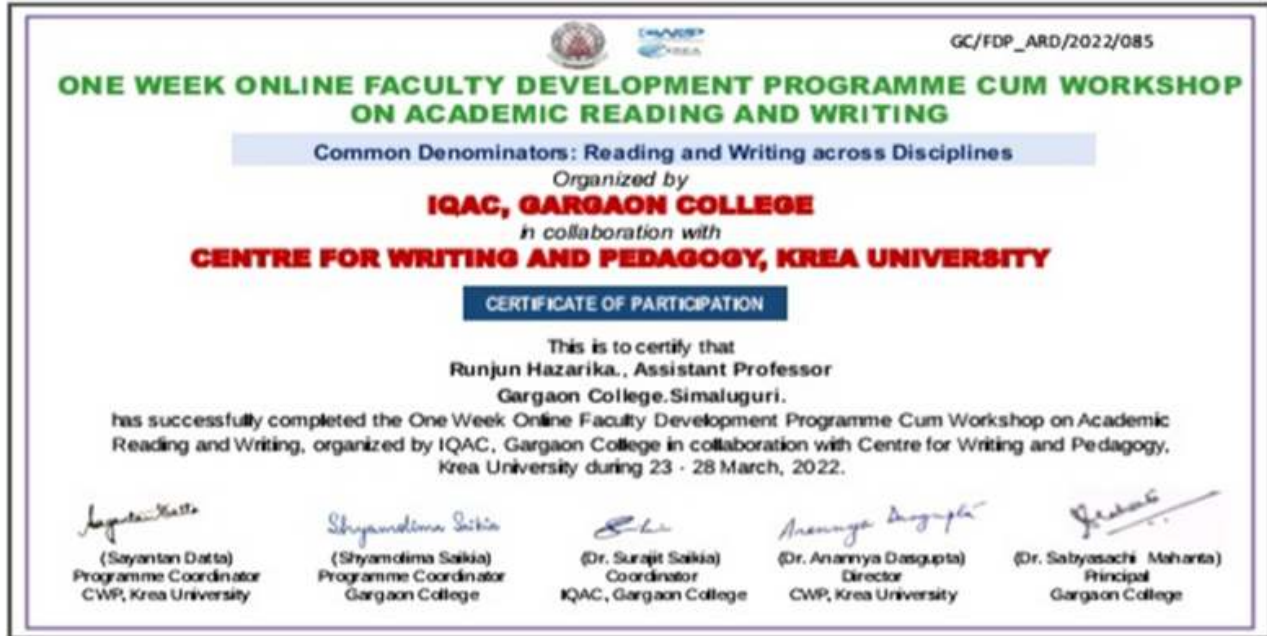 GC/FDP_ARD/2022/085
ONE WEEK ONLINE FACULTY DEVELOPMENT PROGRAMME CUM WORKSHOP
ON ACADEMIC READING AND WRITING
Common Denominators: Reading and Writing across Disciplines
Organized by
IQAC, GARGAON COLLEGE
in collaboration with
CENTRE FOR WRITING AND PEDAGOGY, KREA UNIVERSITY
CERTIFICATE OF PARTICIPATION
This is to certify that
Runjun Hazarika., Assistant Professor
Gargaon College.Simaluguri.
has successfully completed the One Week Online Faculty Development Programme Cum Workshop on Academic
Reading and Writing, organized by IQAC, Gargaon College in collaboration with Centre for Writing and Pedagogy,
Krea University during 23 - 28 March, 2022.
Sayantan Datta Shyamolima Saikia Anannya Dasgupta
(Sayantan Datta) (Shyamolima Saikia) (Dr. Surajit Saikia) (Dr. Anannya Dasgupta) (Dr. Sabyasachi Mahanta)
Programme Coordinator Programme Coordinator Coordinator Director Principal
CWP, Krea University Gargaon College IQAC, Gargaon College CWP, Krea University Gargaon College